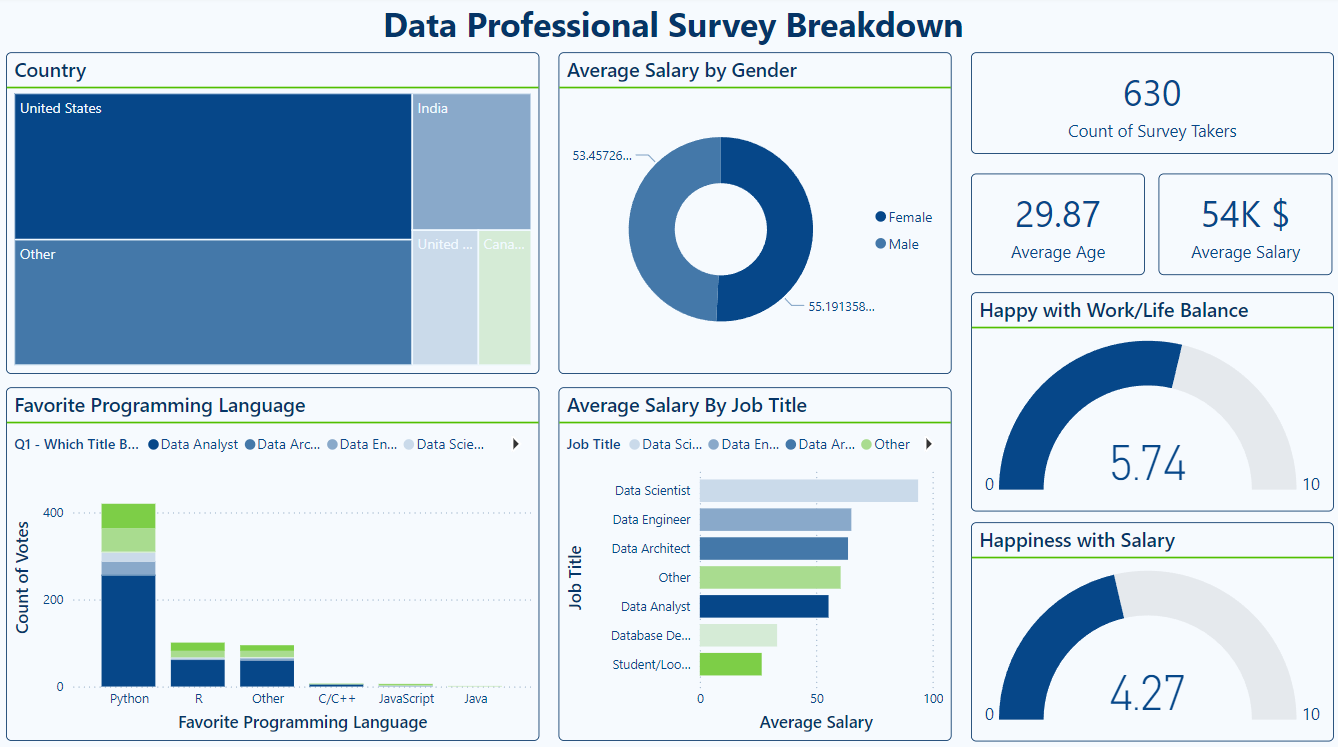 Data Professional Survey Breakdown
Country
United States
India
Other
United ...
Cana...
Average Salary by Gender
53.45726...
55.191358...
Female
Male
630
Count of Survey Takers
29.87
Average Age
54K $
Average Salary
Happy with Work/Life Balance
5.74
0
10
Favorite Programming Language
Q1 - Which Title B... Data Analyst Data Arc... Data En... Data Scie...
Count of Votes
400
200
0
Python R Other C/C++ JavaScript Java
Favorite Programming Language
Average Salary By Job Title
Job Title Data Sci... Data En... Data Ar... Other
Job Title
Data Scientist
Data Engineer
Data Architect
Other
Data Analyst
Database De...
Student/Loo...
0 50 100
Average Salary
Happiness with Salary
4.27
0
10